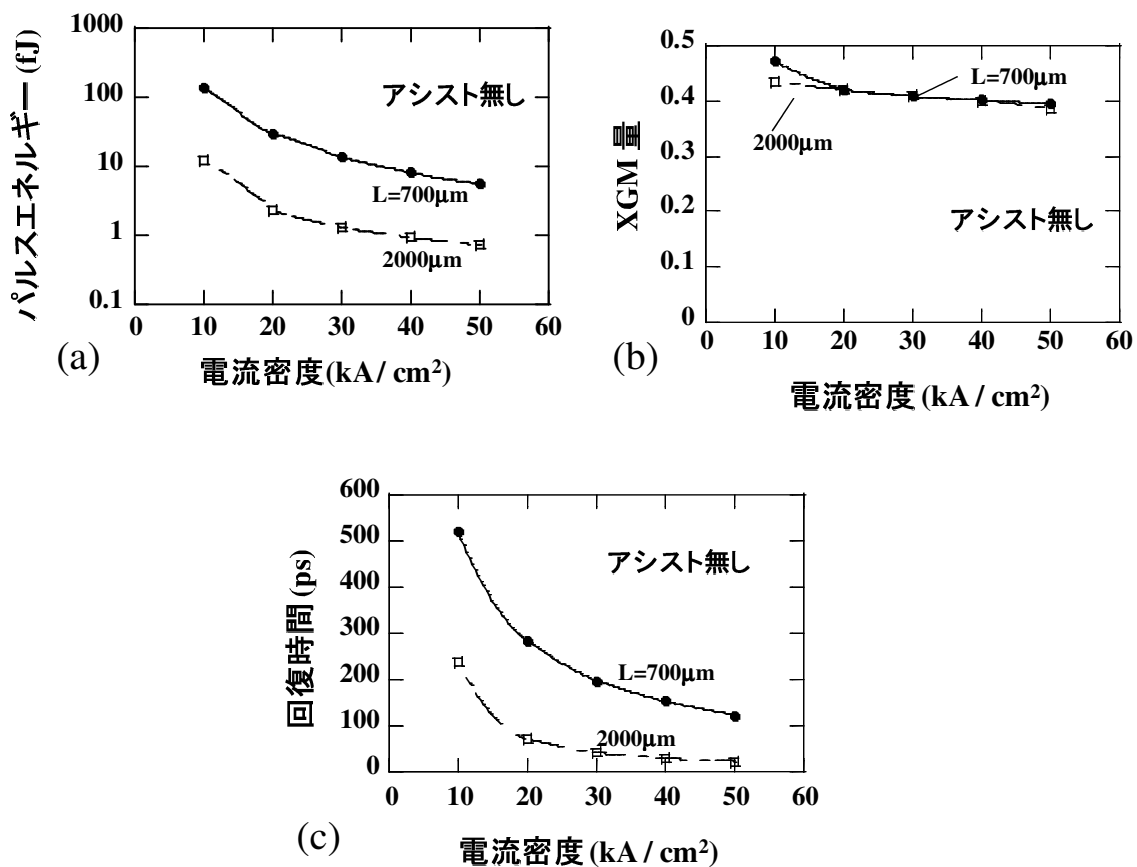 パルスエネルギー (fJ)
1000
100
10
1
0.1
アシスト無し
L=700μm
2000μm
0 10 20 30 40 50 60
電流密度(kA / cm²)
(a)
XGM 量
0.5
0.4
0.3
0.2
0.1
0
L=700μm
2000μm
アシスト無し
0 10 20 30 40 50 60
電流密度 (kA / cm²)
(b)
回復時間 (ps)
600
500
400
300
200
100
0
アシスト無し
L=700μm
2000μm
0 10 20 30 40 50 60
電流密度 (kA / cm²)
(c)